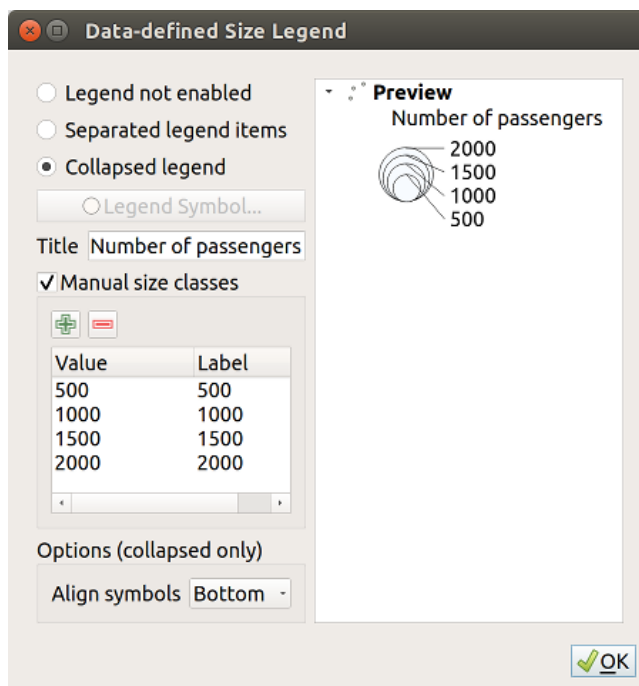 Data-defined Size Legend
Legend not enabled
Separated legend items
Collapsed legend
Legend Symbol...
Title Number of passengers
Manual size classes
Value Label
500 500
1000 1000
1500 1500
2000 2000
Options (collapsed only)
Align symbols Bottom
Preview
Number of passengers
2000
1500
1000
500
OK